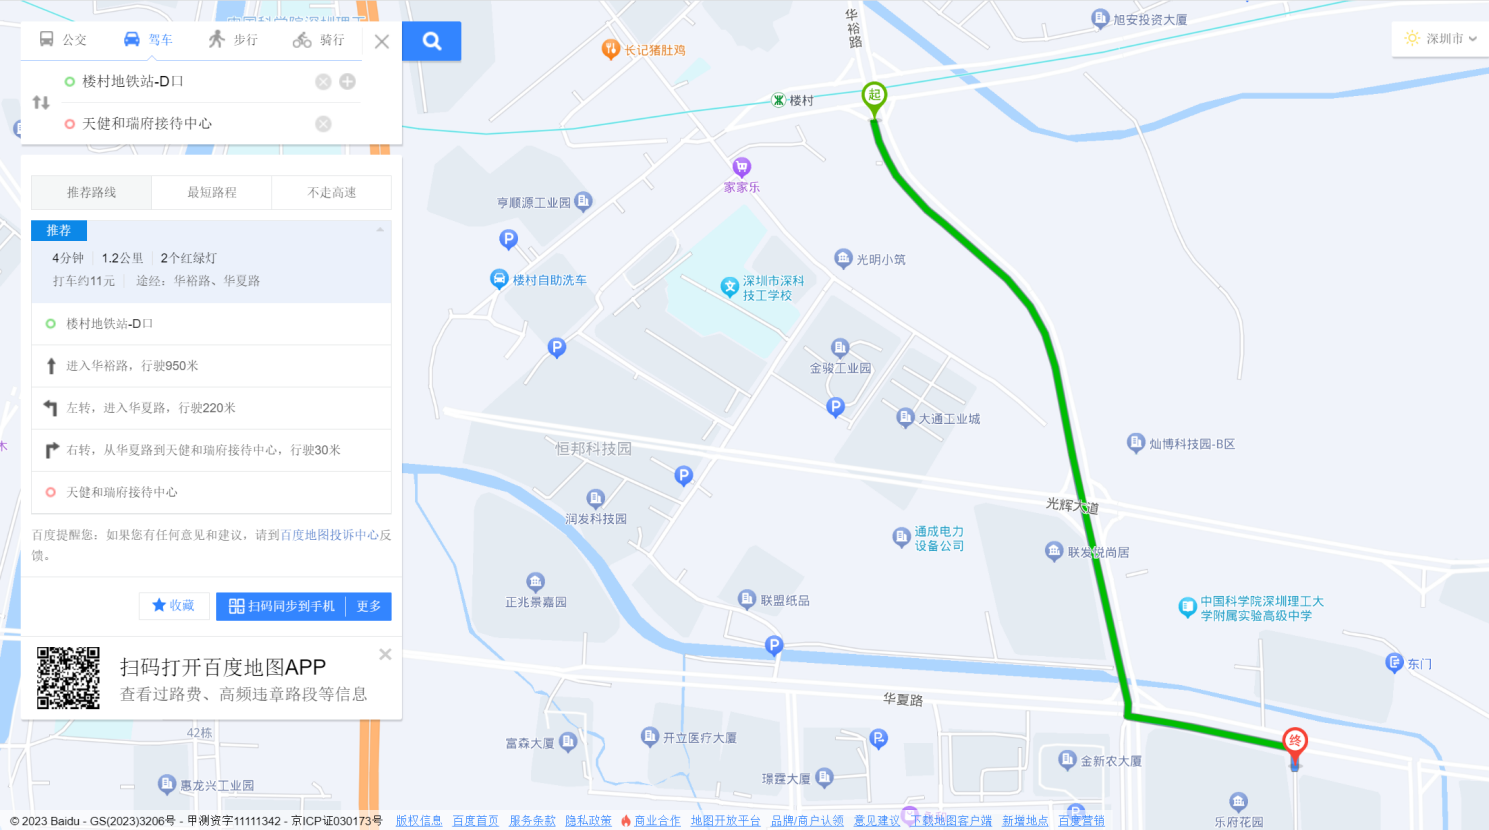 公交
驾车
步行
骑行
楼村地铁站-D口
天健和瑞府接待中心
推荐路线
最短路程
不走高速
推荐
4分钟 1.2公里 2个红绿灯
打车约11元 途经：华裕路、华夏路
楼村地铁站-D口
进入华裕路，行驶950米
左转，进入华夏路，行驶220米
右转，从华夏路到天健和瑞府接待中心，行驶30米
天健和瑞府接待中心
百度提醒您：如果您有任何意见和建议，请到百度地图投诉中心反
馈。
收藏
扫码同步到手机
更多
扫码打开百度地图APP
查看过路费、高频违章路段等信息
深圳市
华裕路
旭安投资大厦
长记猪肚鸡
楼村
起
家家乐
亨顺源工业园
P
光明小筑
楼村自助洗车
文
深圳市深科
技工学校
P
金骏工业园
P
大通工业城
灿博科技园-B区
恒邦科技园
P
光辉大道
润发科技园
通成电力
设备公司
联发悦尚居
正兆景嘉园
联盟纸品
中国科学院深圳理工大
学附属实验高级中学
P
东门
华夏路
42栋
富森大厦
开立医疗大厦
P
终
金新农大厦
璟霆大厦
惠龙兴工业园
乐府花园
© 2023 Baidu - GS(2023)3206号 - 甲测资字11111342 - 京ICP证030173号
版权信息
百度首页
服务条款
隐私政策
商业合作
地图开放平台
品牌/商户认领
意见建议
下载地图客户端
新增地点
百度营销